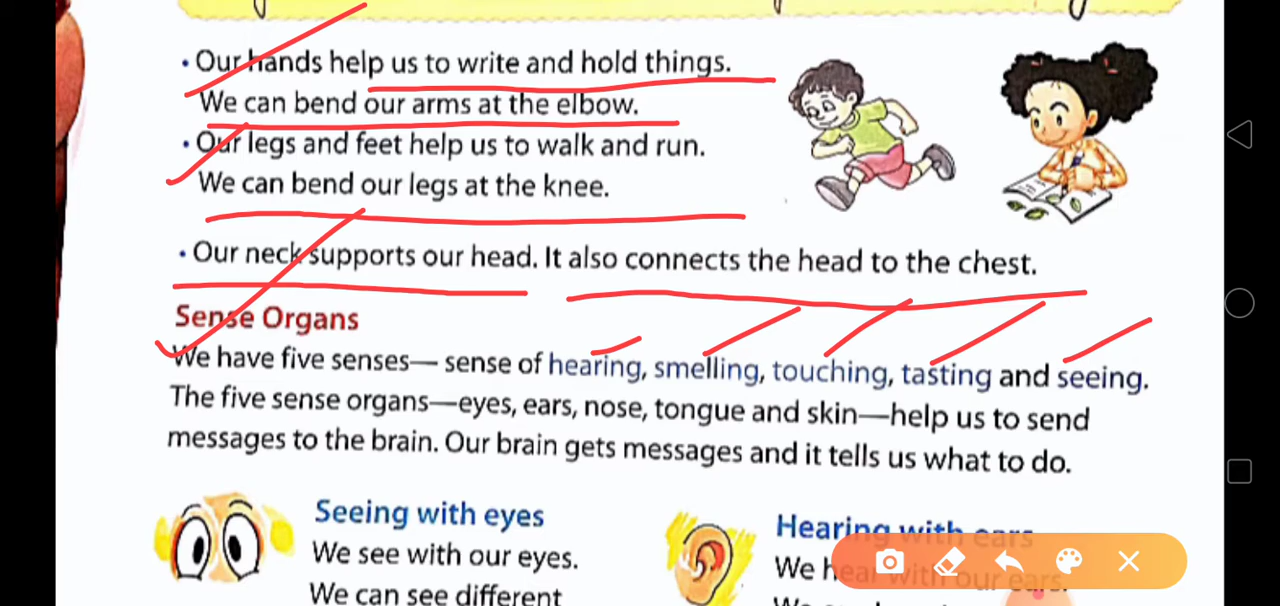 • Our hands help us to write and hold things.
We can bend our arms at the elbow.
• Our legs and feet help us to walk and run.
We can bend our legs at the knee.
• Our neck supports our head. It also connects the head to the chest.
Sense Organs
We have five senses— sense of hearing, smelling, touching, tasting and seeing.
The five sense organs—eyes, ears, nose, tongue and skin—help us to send
messages to the brain. Our brain gets messages and it tells us what to do.
Seeing with eyes
We see with our eyes.
We can see different
Hearing with ears
We hear with our ears.